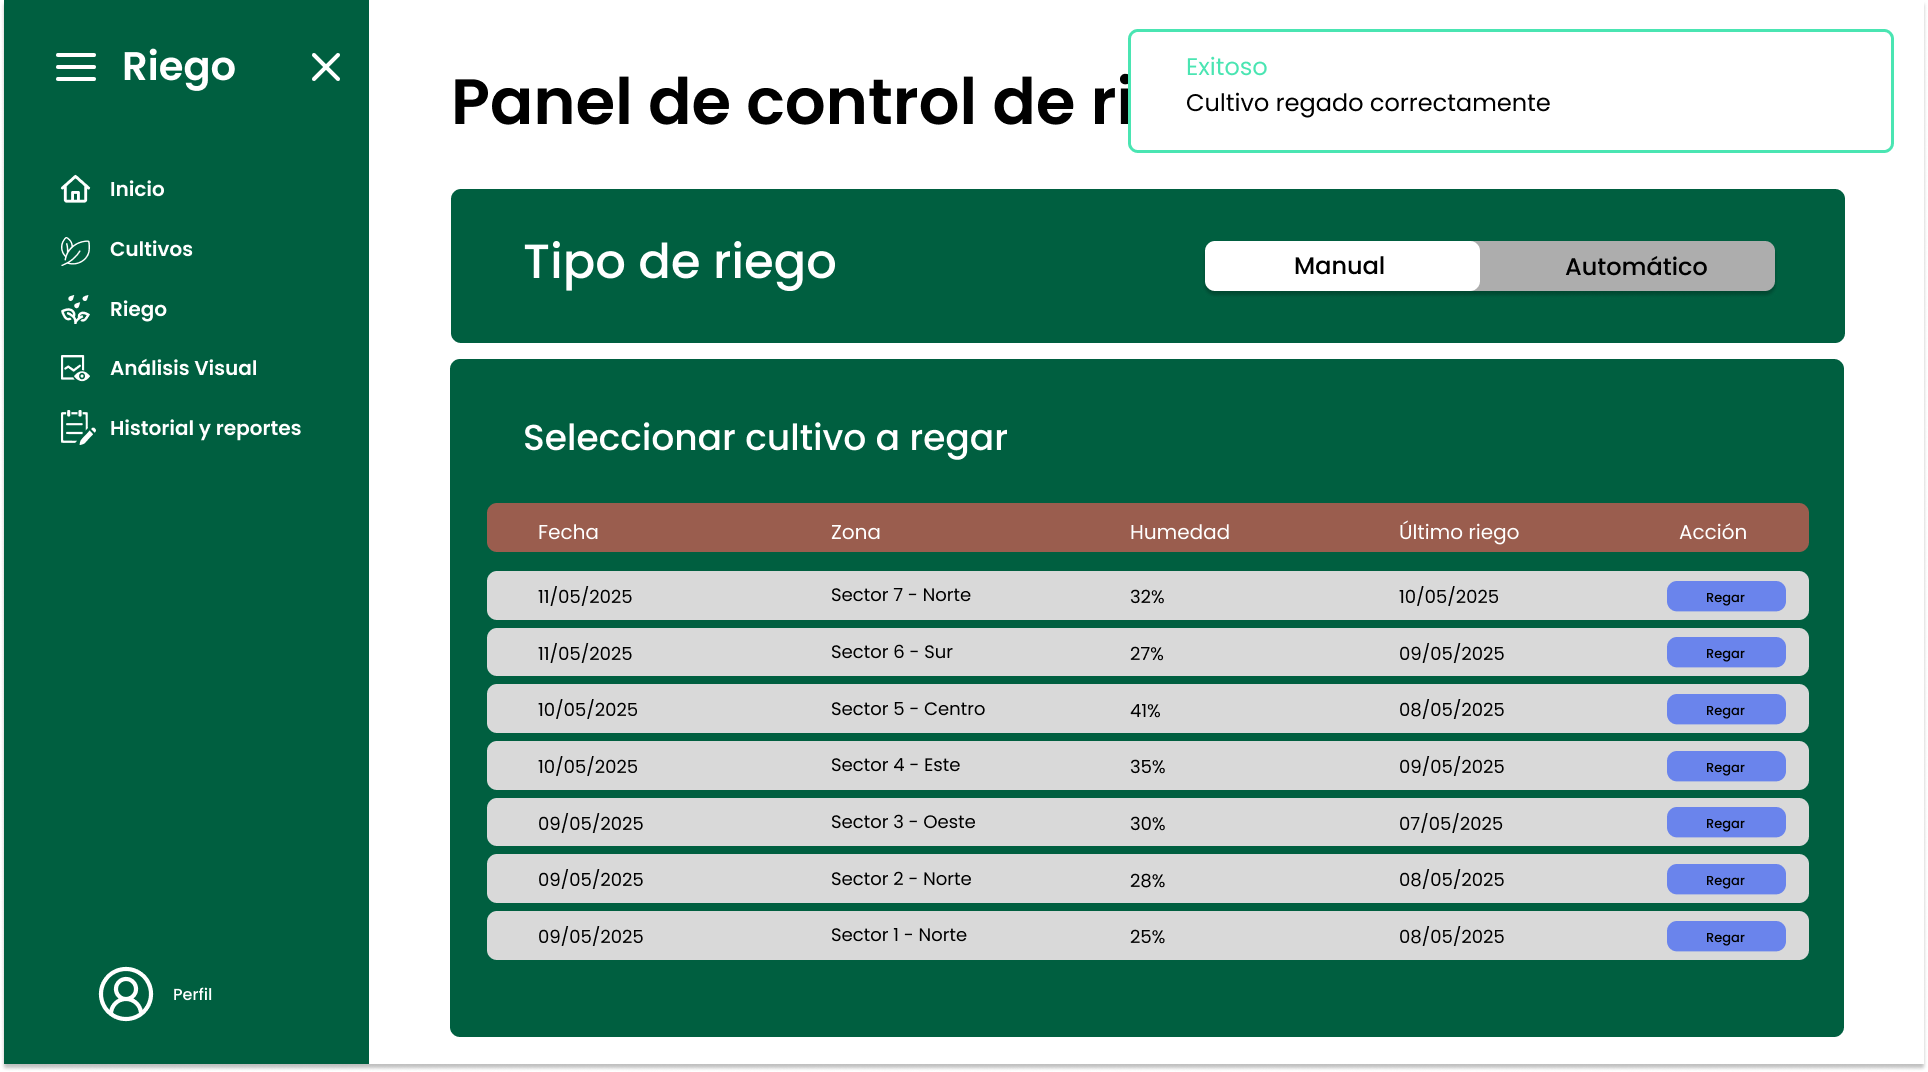 Riego
Inicio
Cultivos
Riego
Análisis Visual
Historial y reportes
Perfil
Panel de control de ri
Exitoso
Cultivo regado correctamente
Tipo de riego
Manual Automático
Seleccionar cultivo a regar
Fecha Zona Humedad Último riego Acción
11/05/2025 Sector 7 - Norte 32% 10/05/2025 Regar
11/05/2025 Sector 6 - Sur 27% 09/05/2025 Regar
10/05/2025 Sector 5 - Centro 41% 08/05/2025 Regar
10/05/2025 Sector 4 - Este 35% 09/05/2025 Regar
09/05/2025 Sector 3 - Oeste 30% 07/05/2025 Regar
09/05/2025 Sector 2 - Norte 28% 08/05/2025 Regar
09/05/2025 Sector 1 - Norte 25% 08/05/2025 Regar